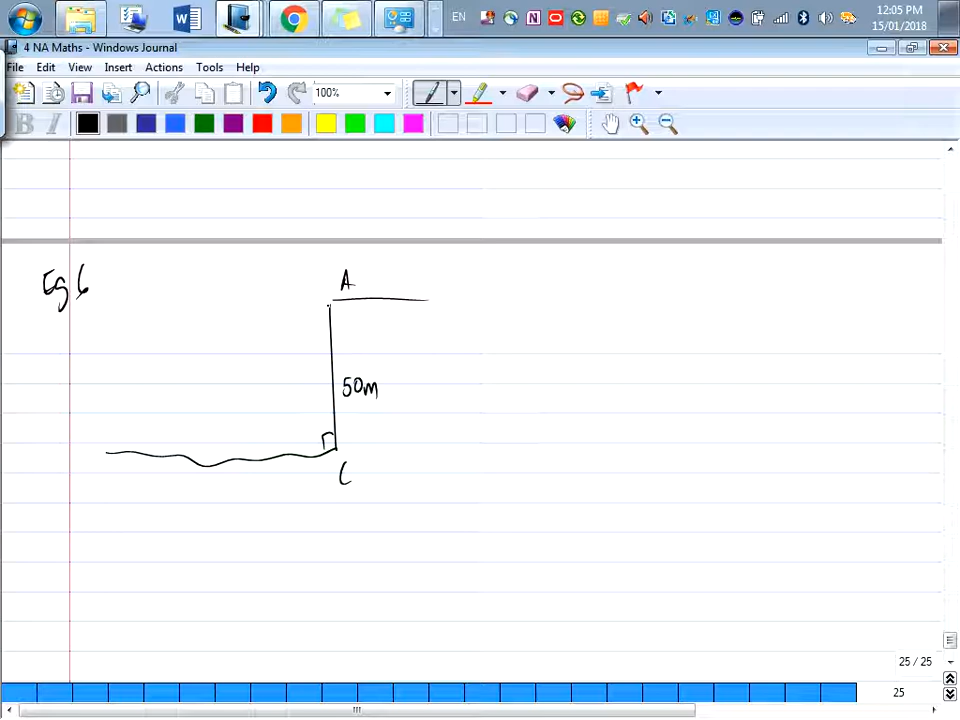 EN
12:05 PM
15/01/2018
4 NA Maths - Windows Journal
File Edit View Insert Actions Tools Help
100%
B I
Eg 6
A
50m
C
25 / 25
25